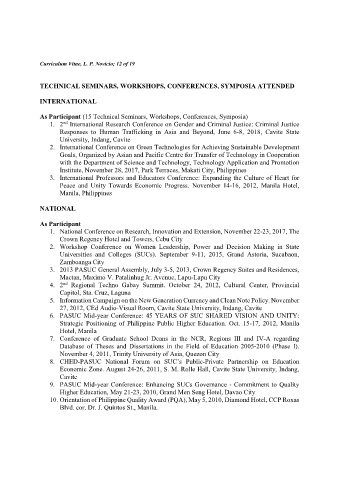 Curriculum Vitae, L. P. Novicio; 12 of 19
TECHNICAL SEMINARS, WORKSHOPS, CONFERENCES, SYMPOSIA ATTENDED
INTERNATIONAL
As Participant (15 Technical Seminars, Workshops, Conferences, Symposia)
1. 2nd International Research Conference on Gender and Criminal Justice: Criminal Justice
Responses to Human Trafficking in Asia and Beyond, June 6-8, 2018, Cavite State
University, Indang, Cavite
2. International Conference on Green Technologies for Achieving Sustainable Development
Goals, Organized by Asian and Pacific Centre for Transfer of Technology in Cooperation
with the Department of Science and Technology, Technology Application and Promotion
Institute, November 28, 2017, Park Terraces, Makati City, Philippines
3. International Professors and Educators Conference: Expanding the Culture of Heart for
Peace and Unity Towards Economic Progress. November 14-16, 2012, Manila Hotel,
Manila, Philippines
NATIONAL
As Participant
1. National Conference on Research, Innovation and Extension, November 22-23, 2017, The
Crown Regency Hotel and Towers, Cebu City
2. Workshop Conference on Women Leadership, Power and Decision Making in State
Universities and Colleges (SUCs). September 9-11, 2015. Grand Astoria, Sucabaon,
Zamboanga City
3. 2013 PASUC General Assembly, July 3-5, 2013, Crown Regency Suites and Residences,
Mactan, Maximo V. Patalinhug Jr. Avenue, Lapu-Lapu City
4. 2nd Regional Techno Gabay Summit. October 24, 2012, Cultural Center, Provincial
Capitol, Sta. Cruz, Laguna
5. Information Campaign on the New Generation Currency and Clean Note Policy. November
27, 2012, CEd Audio-Visual Room, Cavite State University, Indang, Cavite
6. PASUC Mid-year Conference: 45 YEARS OF SUC SHARED VISION AND UNITY:
Strategic Positioning of Philippine Public Higher Education. Oct. 15-17, 2012, Manila
Hotel, Manila
7. Conference of Graduate School Deans in the NCR, Regions III and IV-A regarding
Database of Theses and Dissertations in the Field of Education 2005-2010 (Phase I).
November 4, 2011, Trinity University of Asia, Quezon City
8. CHED-PASUC National Forum on SUC's Public-Private Partnership on Education
Economic Zone. August 24-26, 2011, S. M. Rolle Hall, Cavite State University, Indang,
Cavite
9. PASUC Mid-year Conference: Enhancing SUCs Governance - Commitment to Quality
Higher Education, May 21-23, 2010, Grand Men Seng Hotel, Davao City
10. Orientation of Philippine Quality Award (PQA), May 5, 2010, Diamond Hotel, CCP Roxas
Blvd. cor. Dr. J. Quintos St., Manila.